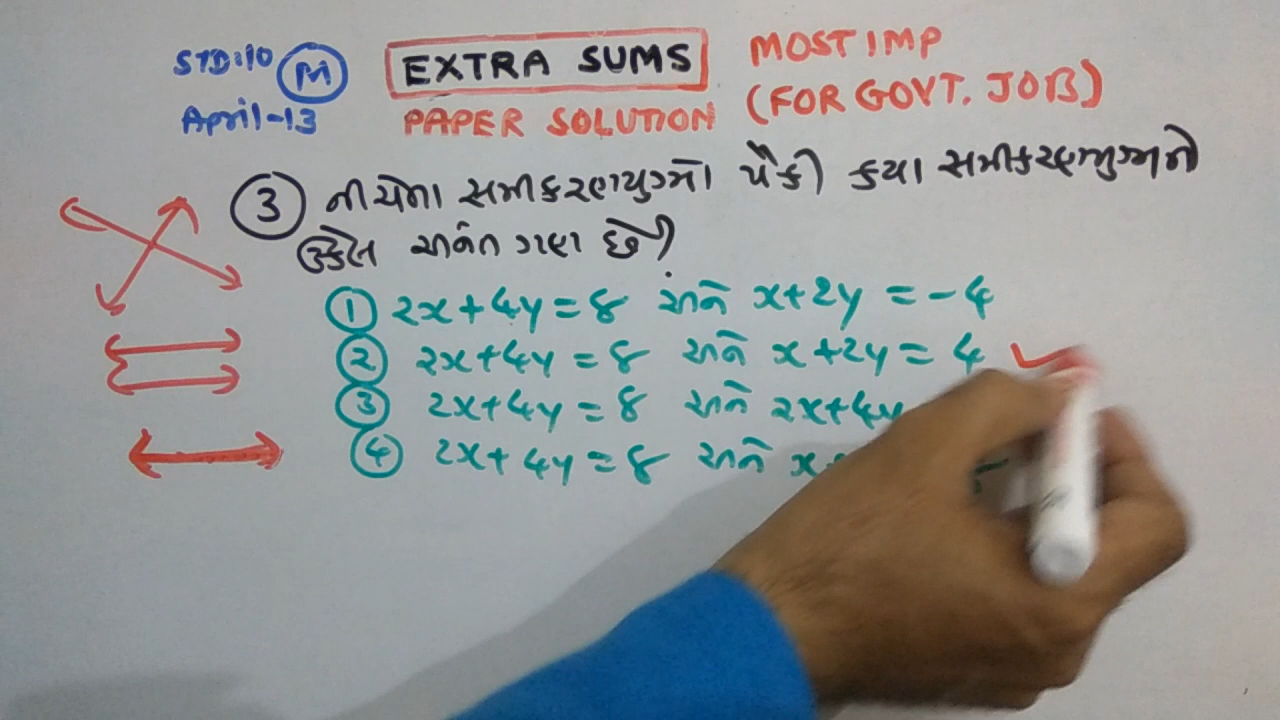 STD:10 (M) EXTRA SUMS MOST IMP
April-13 PAPER SOLUTION (FOR GOVT. JOB)
(3) નીચેના સમીકરણયુગ્મો પૈકી કયા સમીકરણયુગ્મને
ઉકેલ અનંત ગણ છે?
(1) 2x+4y=8 અને x+2y=-4
(2) 2x+4y=8 અને x+2y=4
(3) 2x+4y=8 અને 2x+4y
(4) 2x+4y=8 અને